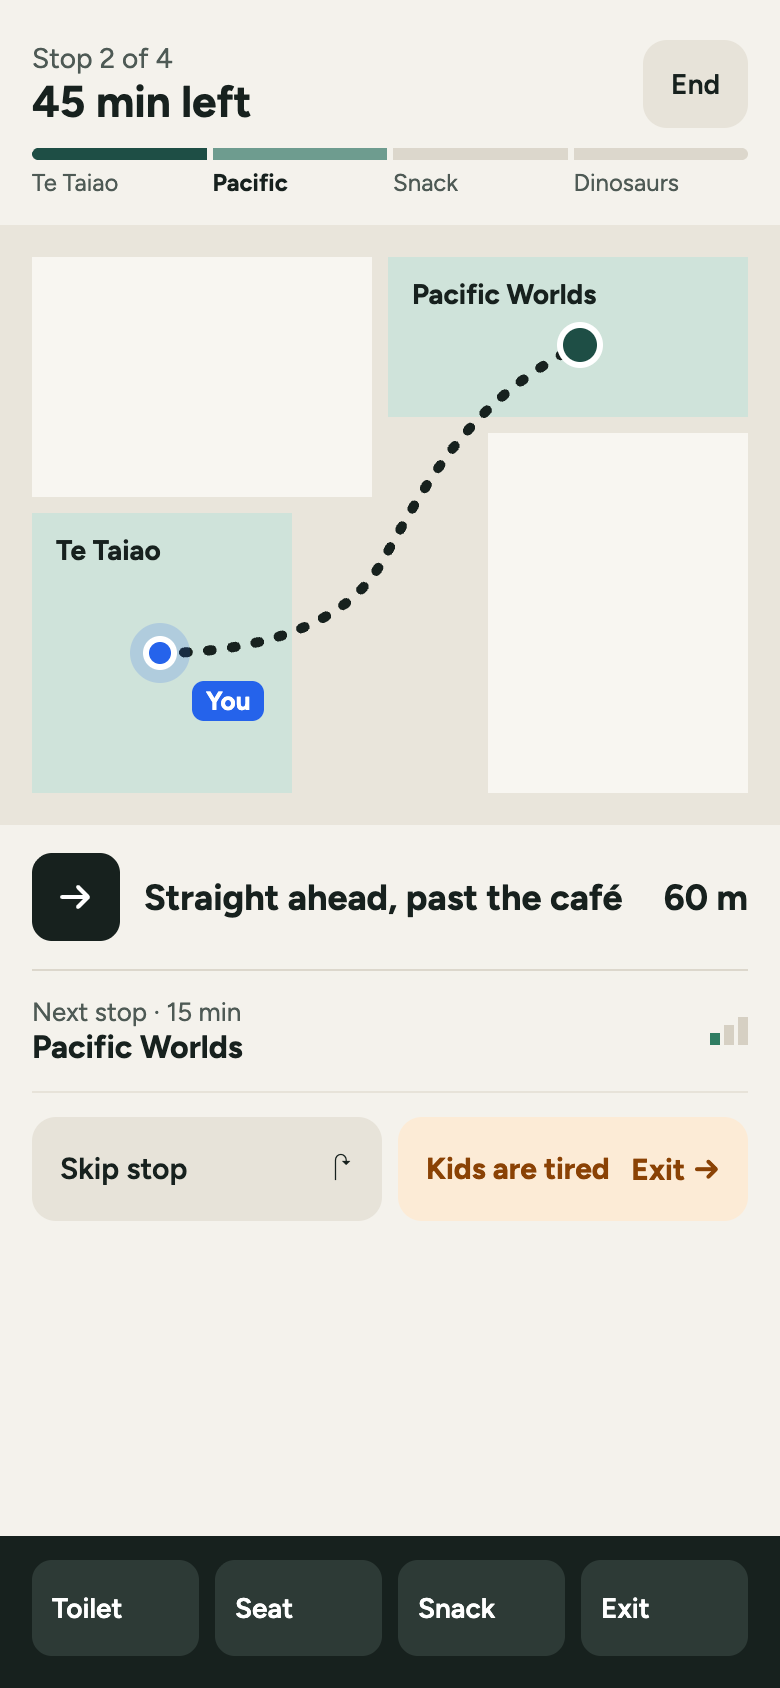 Stop 2 of 4
45 min left
End
Te Taiao
Pacific
Snack
Dinosaurs
Pacific Worlds
Te Taiao
You
Straight ahead, past the café
60 m
Next stop · 15 min
Pacific Worlds
Skip stop
Kids are tired
Exit →
Toilet
Seat
Snack
Exit